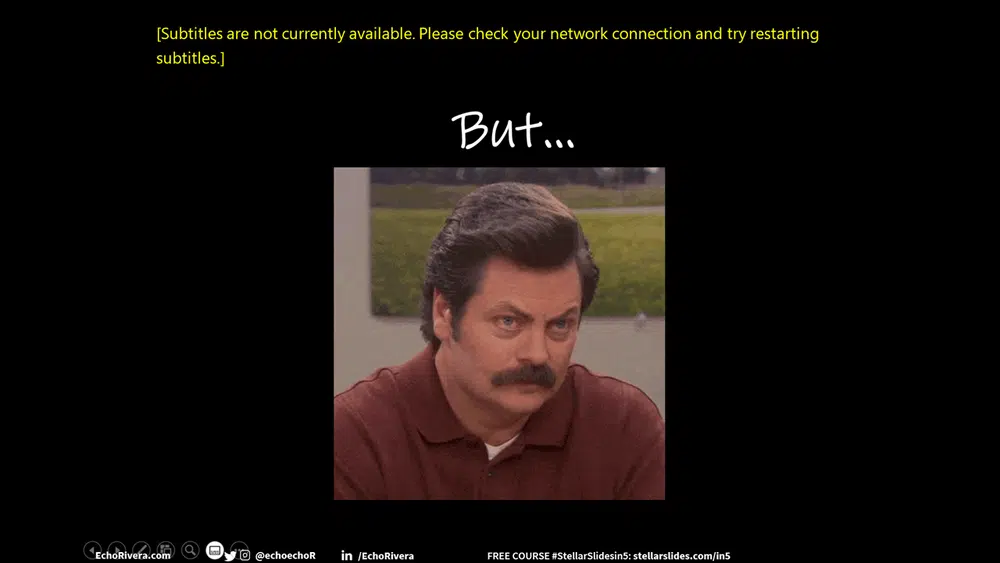 [Subtitles are not currently available. Please check your network connection and try restarting
subtitles.]
But...
EchoRivera.com @echoechoR /EchoRivera FREE COURSE #StellarSlidesin5: stellarslides.com/in5